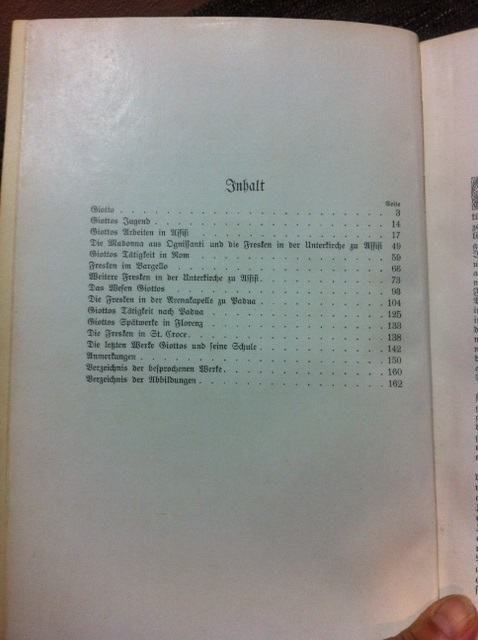 Inhalt
Seite
Giotto . . . . . . . . . . . . . . . . . . . . 3
Giottos Jugend . . . . . . . . . . . . . . . . . . 14
Giottos Arbeiten in Assisi . . . . . . . . . . . . . . . 17
Die Madonna aus Ognissanti und die Fresken in der Unterkirche zu Assisi 49
Giottos Tätigkeit in Rom . . . . . . . . . . . . . . . 59
Fresken im Bargello . . . . . . . . . . . . . . . . . 66
Weitere Fresken in der Unterkirche zu Assisi . . . . . . . . . . 73
Das Wesen Giottos . . . . . . . . . . . . . . . . . 93
Die Fresken in der Arenakapelle zu Padua . . . . . . . . . . 104
Giottos Tätigkeit nach Padua . . . . . . . . . . . . . . 125
Giottos Spätwerke in Florenz . . . . . . . . . . . . . . 133
Die Fresken in St. Croce . . . . . . . . . . . . . . . 138
Die letzten Werke Giottos und seine Schule . . . . . . . . . . 142
Anmerkungen . . . . . . . . . . . . . . . . . . 150
Verzeichnis der besprochenen Werke . . . . . . . . . . . . 160
Verzeichnis der Abbildungen . . . . . . . . . . . . . . 162